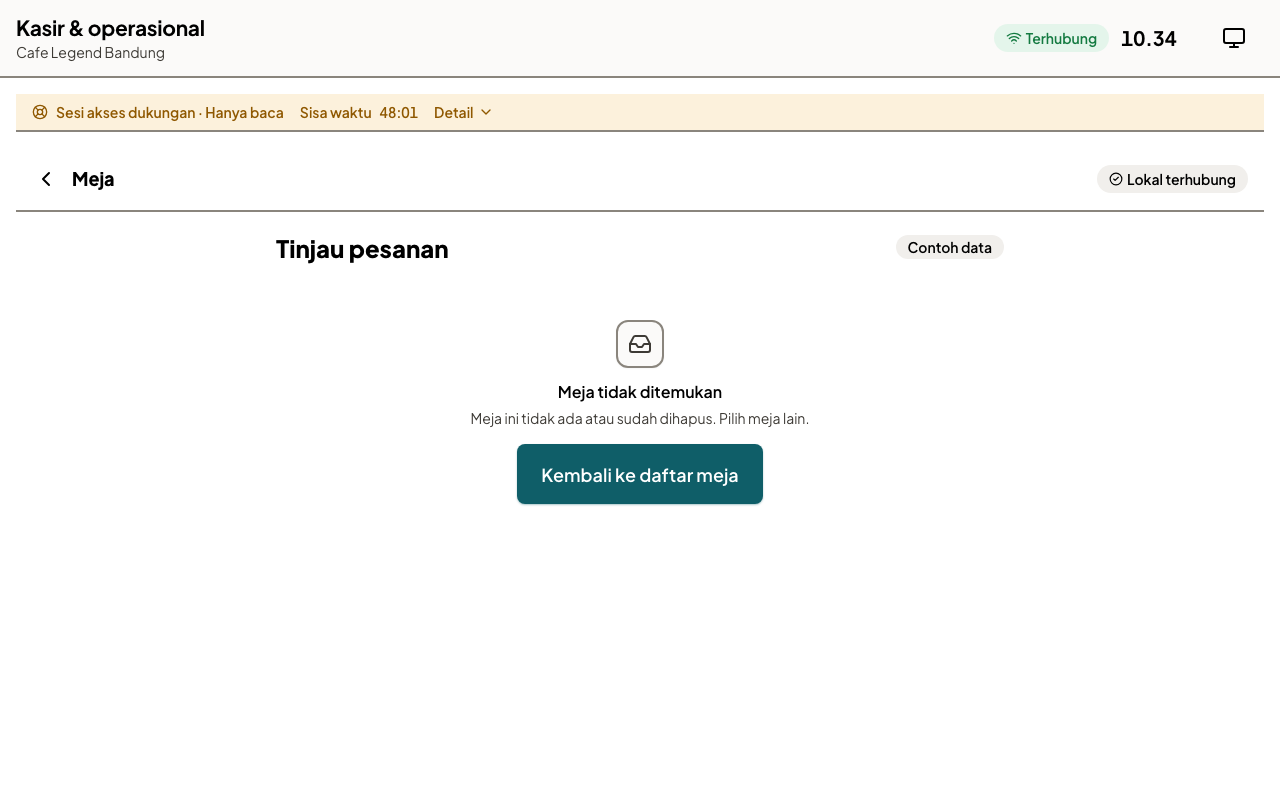 Kasir & operasional
Cafe Legend Bandung
Terhubung
10.34
Sesi akses dukungan · Hanya baca
Sisa waktu 48:01
Detail
Meja
Lokal terhubung
Tinjau pesanan
Contoh data
Meja tidak ditemukan
Meja ini tidak ada atau sudah dihapus. Pilih meja lain.
Kembali ke daftar meja